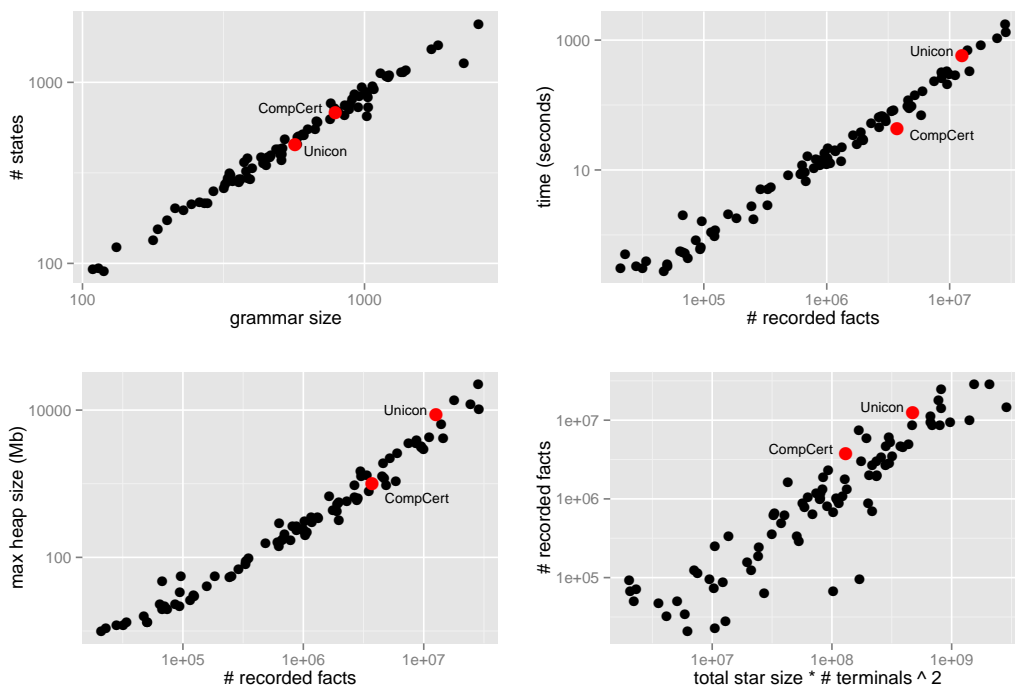 # states
1000
100
CompCert
Unicon
100
1000
grammar size
time (seconds)
1000
10
Unicon
CompCert
1e+05
1e+06
1e+07
# recorded facts
max heap size (Mb)
10000
100
Unicon
CompCert
1e+05
1e+06
1e+07
# recorded facts
# recorded facts
1e+07
1e+06
1e+05
Unicon
CompCert
1e+07
1e+08
1e+09
total star size * # terminals ^ 2